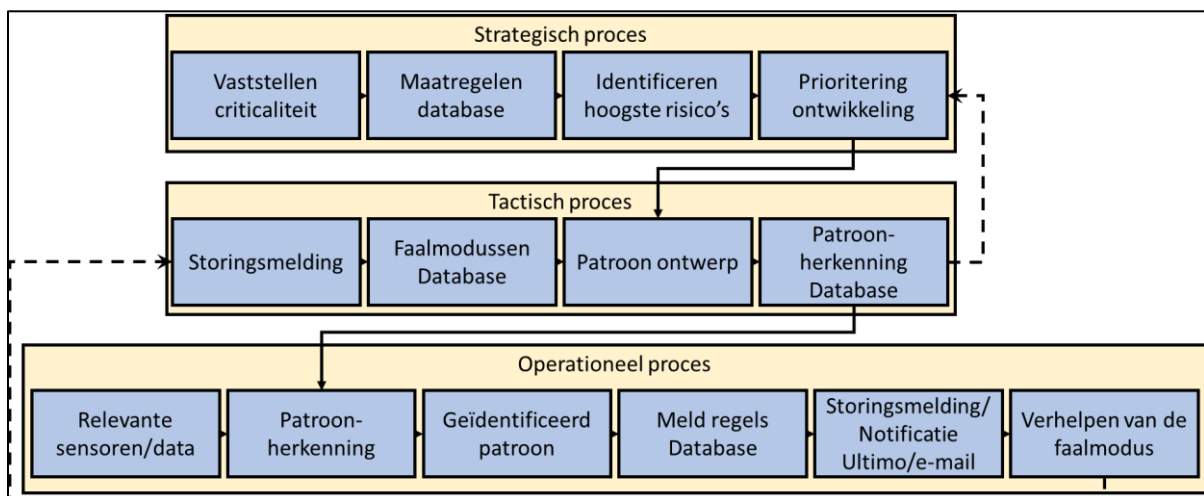 Strategisch proces
Vaststellen
criticaliteit
Maatregelen
database
Identificeren
hoogste risico's
Prioritering
ontwikkeling
Tactisch proces
Storingsmelding
Faalmodussen
Database
Patroon ontwerp
Patroon-
herkenning
Database
Operationeel proces
Relevante
sensoren/data
Patroon-
herkenning
Geïdentificeerd
patroon
Meld regels
Database
Storingsmelding/
Notificatie
Ultimo/e-mail
Verhelpen van de
faalmodus